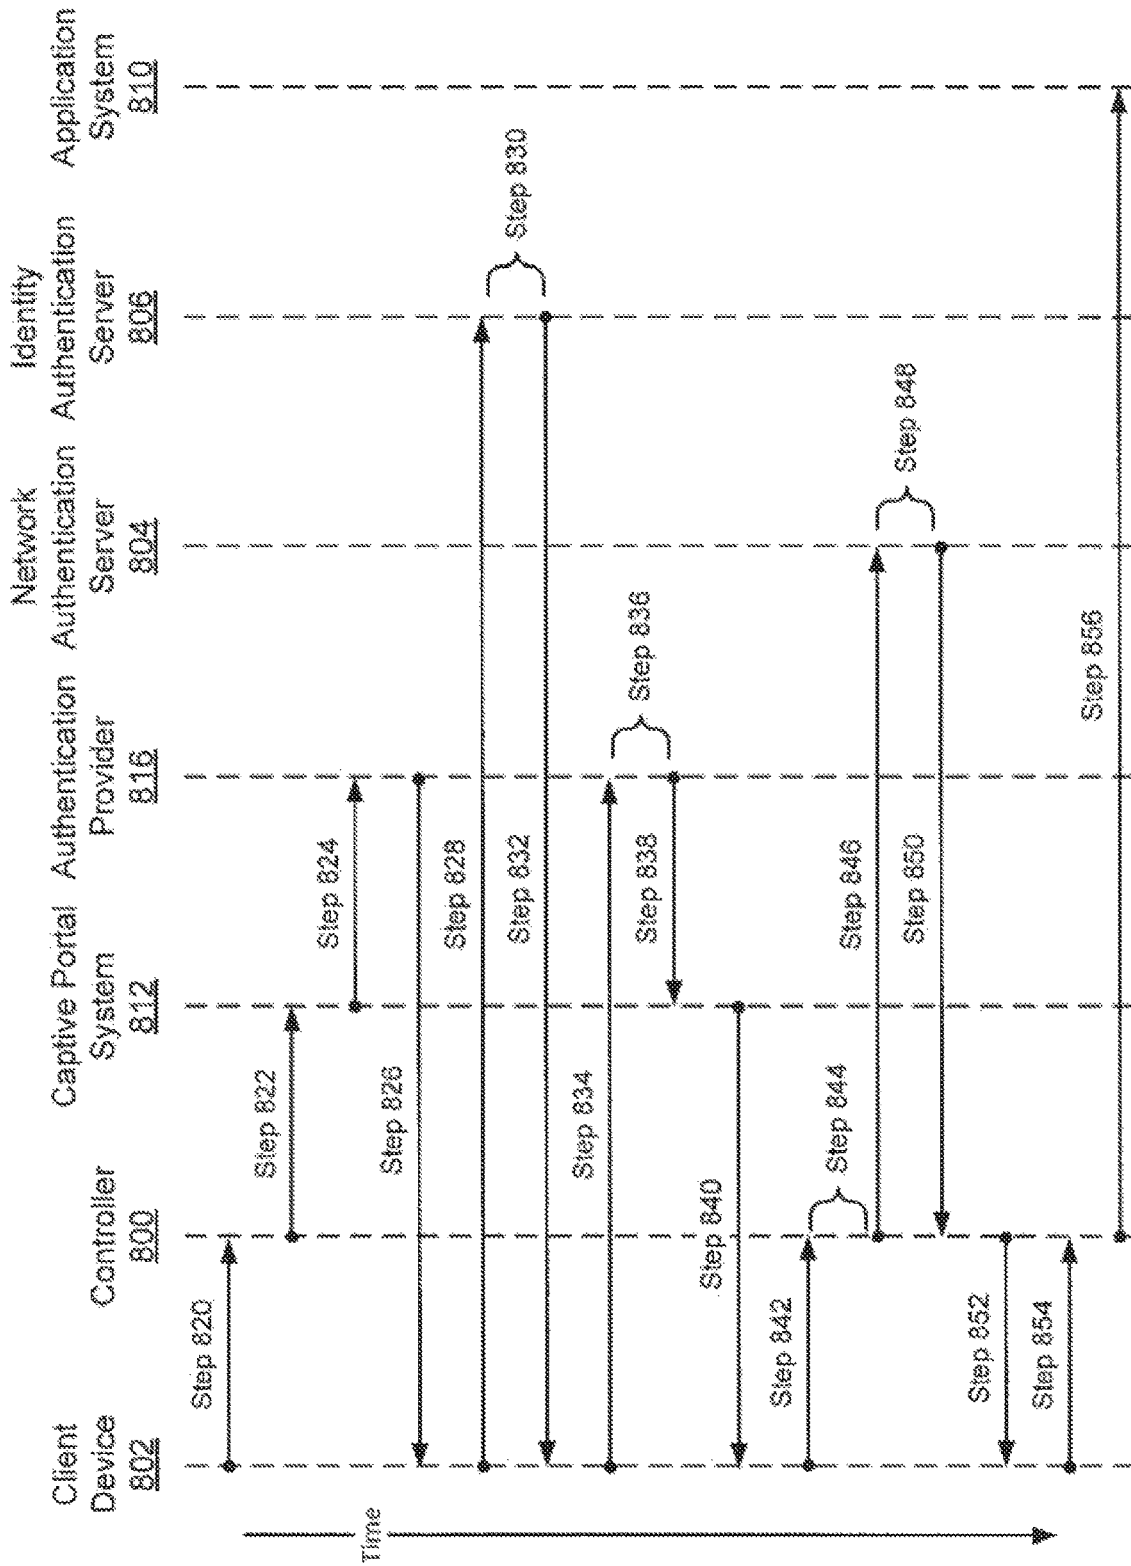 Client
Device
802
Controller
800
Captive Portal
System
812
Authentication
Provider
816
Network
Authentication
Server
804
Identity
Authentication
Server
806
Application
System
810
Time
Step 820
Step 822
Step 824
Step 826
Step 828
Step 830
Step 832
Step 834
Step 836
Step 838
Step 840
Step 842
Step 844
Step 846
Step 848
Step 850
Step 852
Step 854
Step 856